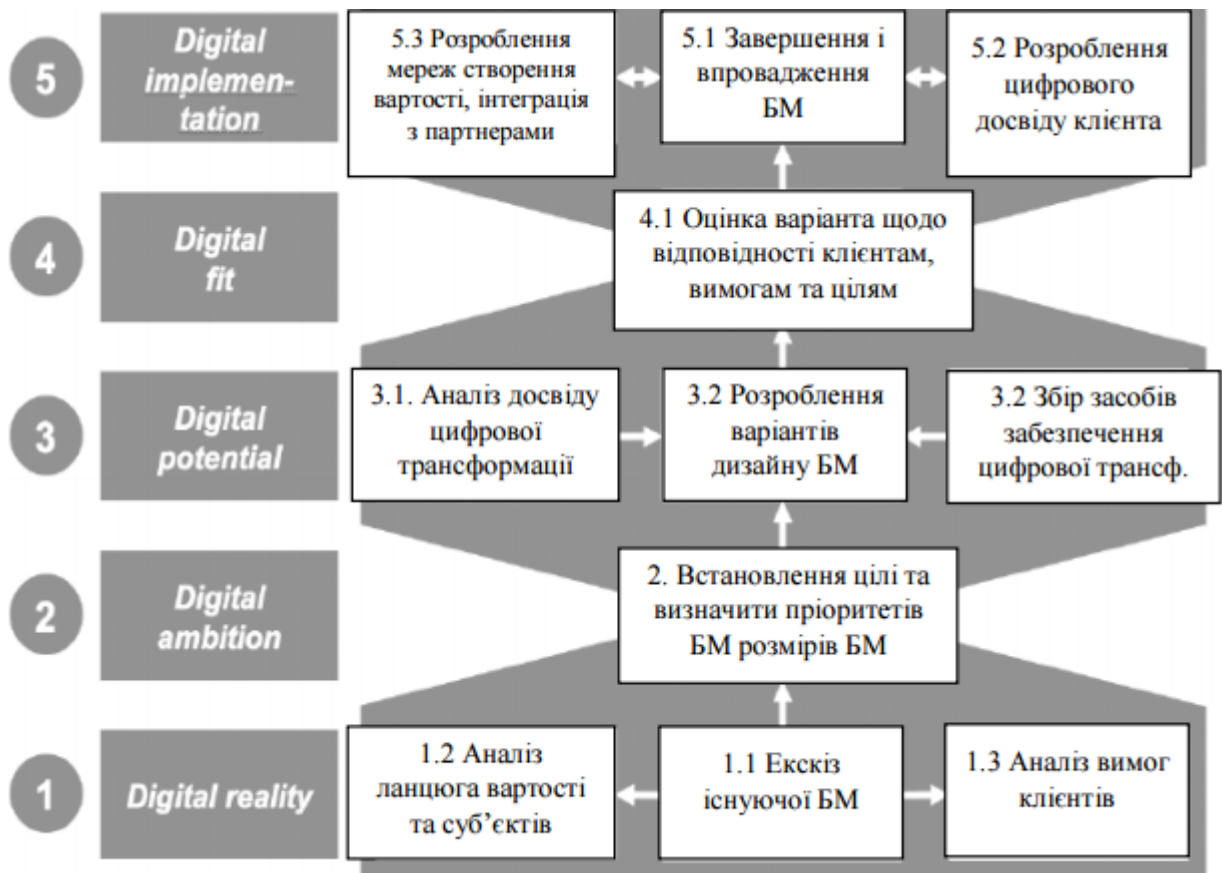 5
Digital
implemen-
tation
5.3 Розроблення
мереж створення
вартості, інтеграція
з партнерами
5.1 Завершення і
впровадження
БМ
5.2 Розроблення
цифрового
досвіду клієнта
4
Digital
fit
4.1 Оцінка варіанта щодо
відповідності клієнтам,
вимогам та цілям
3
Digital
potential
3.1. Аналіз досвіду
цифрової
трансформації
3.2 Розроблення
варіантів
дизайну БМ
3.2 Збір засобів
забезпечення
цифрової трансф.
2
Digital
ambition
2. Встановлення цілі та
визначити пріоритетів
БМ розмірів БМ
1
Digital reality
1.2 Аналіз
ланцюга вартості
та суб’єктів
1.1 Ескіз
існуючої БМ
1.3 Аналіз вимог
клієнтів